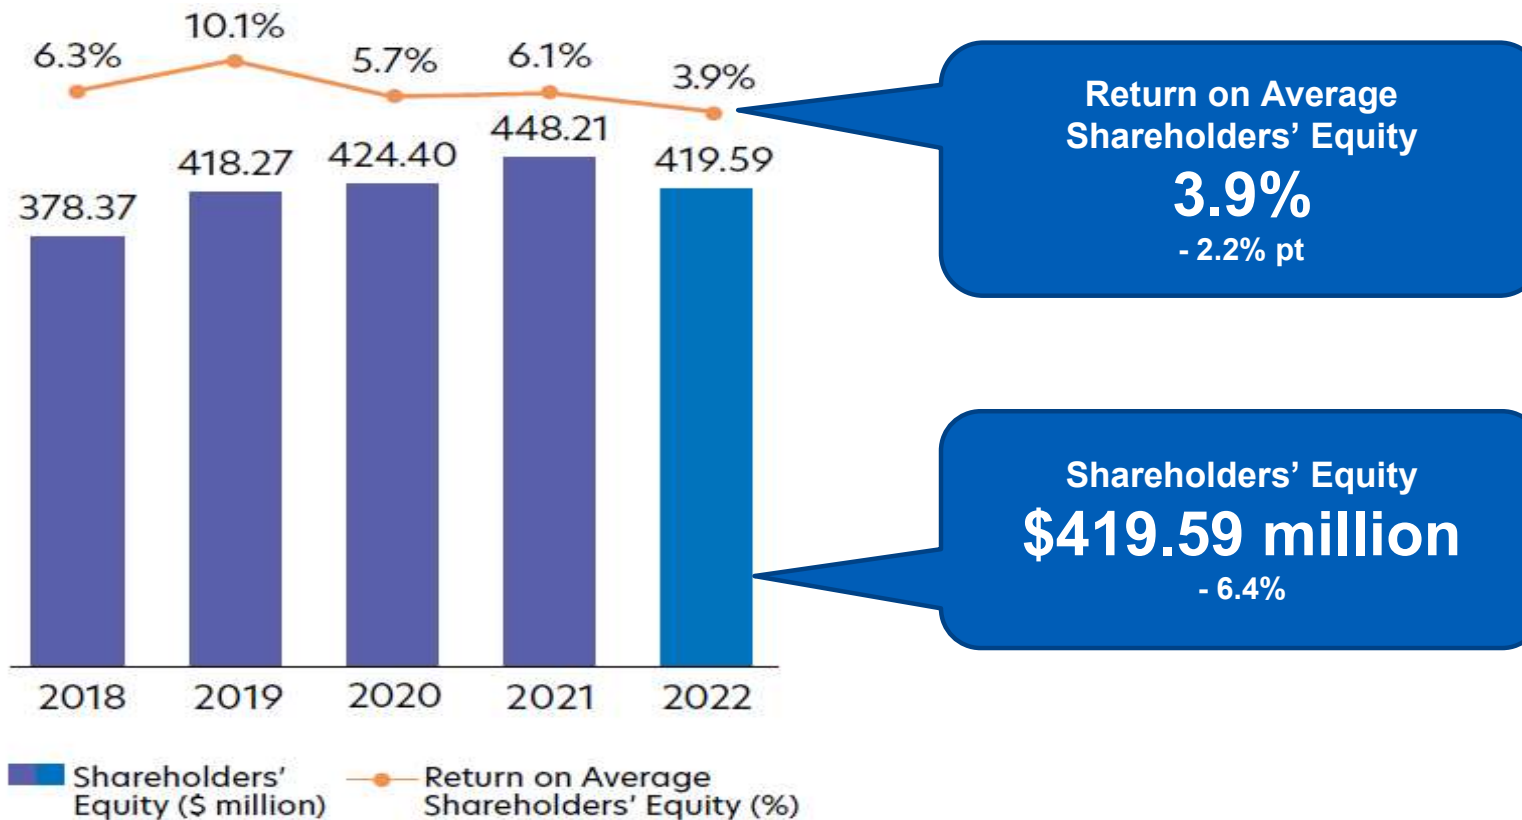 6.3%
10.1%
5.7%
6.1%
3.9%
378.37
418.27
424.40
448.21
419.59
2018
2019
2020
2021
2022
Shareholders'
Equity ($ million)
Return on Average
Shareholders' Equity (%)
Return on Average
Shareholders’ Equity
3.9%
- 2.2% pt
Shareholders’ Equity
$419.59 million
- 6.4%